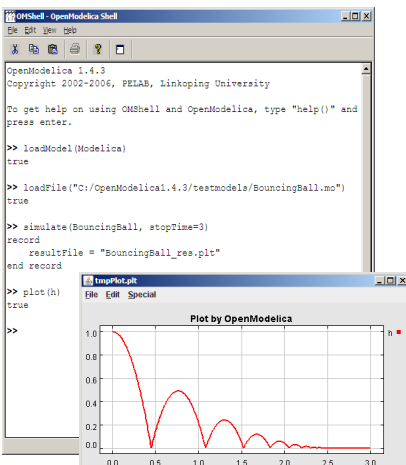 OMShell - OpenModelica Shell
File Edit View Help
OpenModelica 1.4.3
Copyright 2002-2006, PELAB, Linkoping University
To get help on using OMShell and OpenModelica, type "help()" and
press enter.
>> loadModel(Modelica)
true
>> loadFile("C:/OpenModelica1.4.3/testmodels/BouncingBall.mo")
true
>> simulate(BouncingBall, stopTime=3)
record
resultFile = "BouncingBall_res.plt"
end record
>> plot(h)
true
>>
tmpPlot.plt
File Edit Special
Plot by OpenModelica
h
1.0
0.8
0.6
0.4
0.2
0.0
0.0 0.5 1.0 1.5 2.0 2.5 3.0